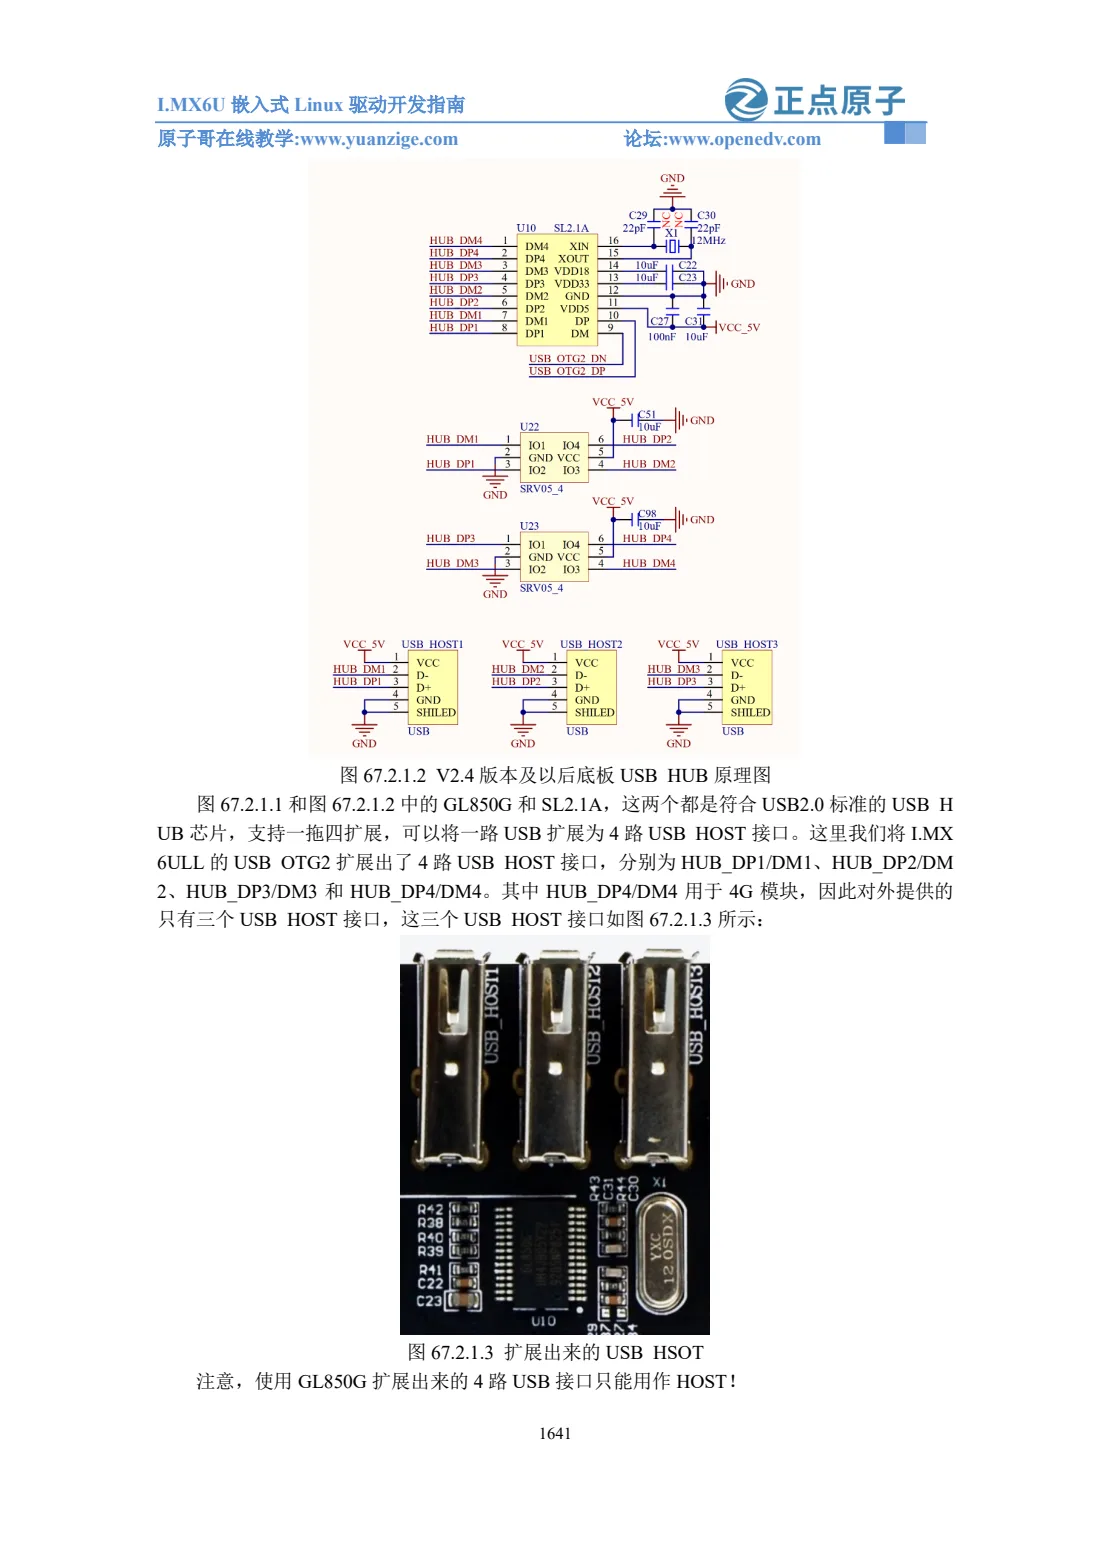 I.MX6U 嵌入式 Linux 驱动开发指南
正点原子
原子哥在线教学:www.yuanzige.com 论坛:www.openedv.com
GND
C29 NC NC C30
22pF 22pF
X1
12MHz
U10 SL2.1A
HUB_DM4 1 DM4 XIN 16
HUB_DP4 2 DP4 XOUT 15
HUB_DM3 3 DM3 VDD18 14 10uF C22
HUB_DP3 4 DP3 VDD33 13 10uF C23 GND
HUB_DM2 5 DM2 GND 12
HUB_DP2 6 DP2 VDD5 11
HUB_DM1 7 DM1 DP 10 C27 C31 VCC_5V
HUB_DP1 8 DP1 DM 9 100nF 10uF
USB_OTG2_DN
USB_OTG2_DP
VCC_5V
C51 GND
10uF
U22
HUB_DM1 1 IO1 IO4 6 HUB_DP2
2 GND VCC 5
HUB_DP1 3 IO2 IO3 4 HUB_DM2
GND SRV05_4
VCC_5V
C98 GND
10uF
U23
HUB_DP3 1 IO1 IO4 6 HUB_DP4
2 GND VCC 5
HUB_DM3 3 IO2 IO3 4 HUB_DM4
GND SRV05_4
VCC_5V USB_HOST1 VCC_5V USB_HOST2 VCC_5V USB_HOST3
1 VCC 1 VCC 1 VCC
HUB_DM1 2 D- HUB_DM2 2 D- HUB_DM3 2 D-
HUB_DP1 3 D+ HUB_DP2 3 D+ HUB_DP3 3 D+
4 GND 4 GND 4 GND
5 SHILED 5 SHILED 5 SHILED
USB USB USB
GND GND GND
图 67.2.1.2 V2.4 版本及以后底板 USB HUB 原理图
图 67.2.1.1 和图 67.2.1.2 中的 GL850G 和 SL2.1A，这两个都是符合 USB2.0 标准的 USB H
UB 芯片，支持一拖四扩展，可以将一路 USB 扩展为 4 路 USB HOST 接口。这里我们将 I.MX
6ULL 的 USB OTG2 扩展出了 4 路 USB HOST 接口，分别为 HUB_DP1/DM1、HUB_DP2/DM
2、HUB_DP3/DM3 和 HUB_DP4/DM4。其中 HUB_DP4/DM4 用于 4G 模块，因此对外提供的
只有三个 USB HOST 接口，这三个 USB HOST 接口如图 67.2.1.3 所示：
USB_HOST1
USB_HOST2
USB_HOST3
R43
C31
R44
C30
X1
R42
R38
R40
R39
R41
C22
C23
YXC
12.0SDX
U10
图 67.2.1.3 扩展出来的 USB HSOT
注意，使用 GL850G 扩展出来的 4 路 USB 接口只能用作 HOST！
1641